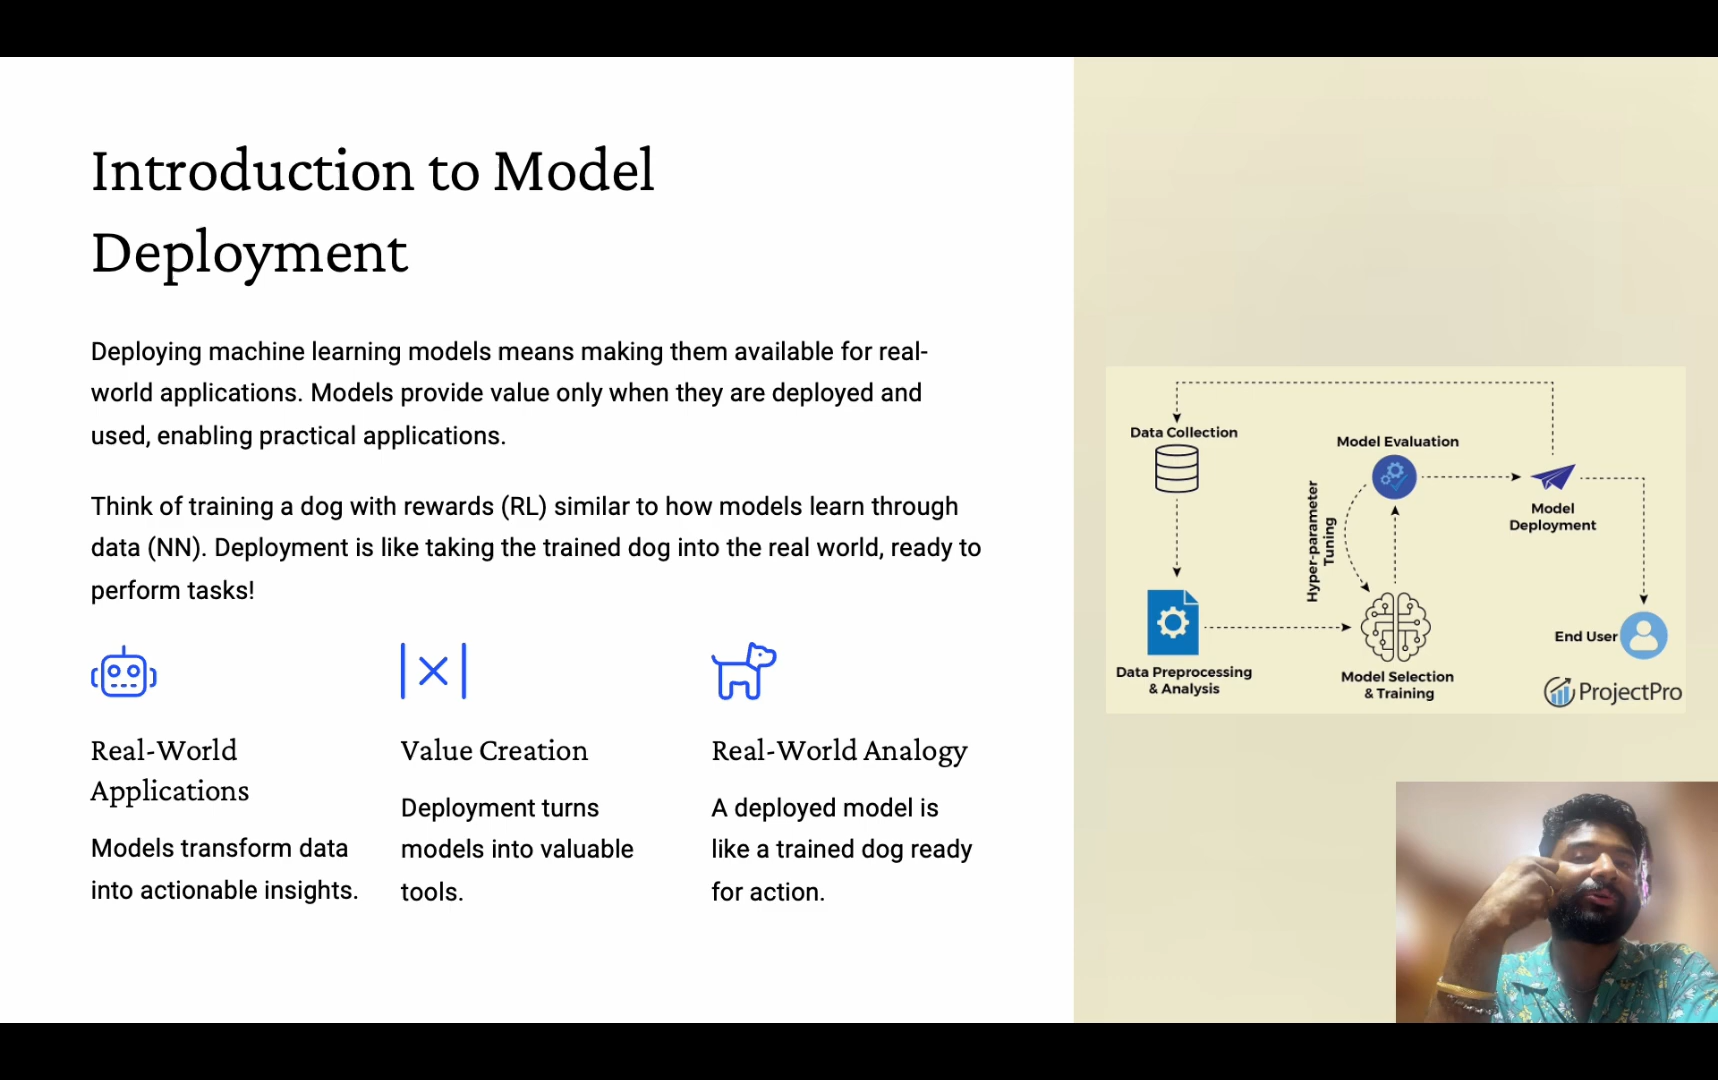 Introduction to Model
Deployment
Deploying machine learning models means making them available for real-
world applications. Models provide value only when they are deployed and
used, enabling practical applications.
Think of training a dog with rewards (RL) similar to how models learn through
data (NN). Deployment is like taking the trained dog into the real world, ready to
perform tasks!
Real-World
Applications
Models transform data
into actionable insights.
Value Creation
Deployment turns
models into valuable
tools.
Real-World Analogy
A deployed model is
like a trained dog ready
for action.
Data Collection
Data Preprocessing
& Analysis
Hyper-parameter
Tuning
Model Evaluation
Model Selection
& Training
Model
Deployment
End User
ProjectPro